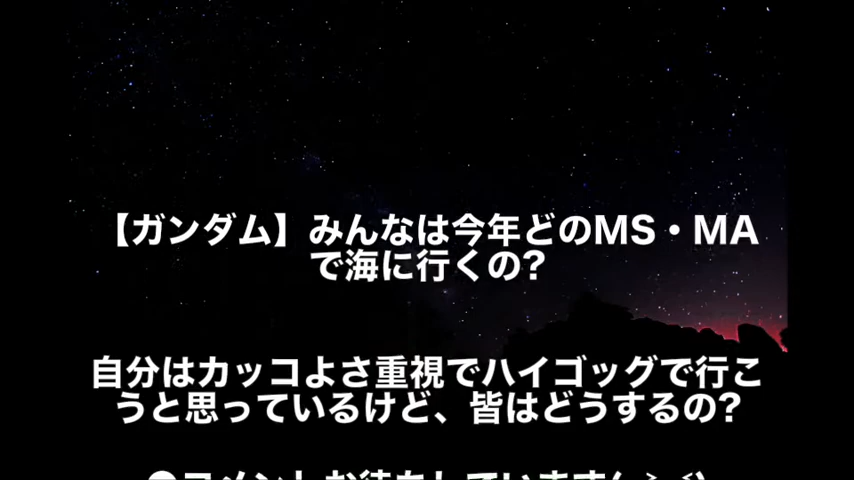 【ガンダム】みんなは今年どのMS・MA
で海に行くの?
自分はカッコよさ重視でハイゴッグで行こ
うと思っているけど、皆はどうするの?